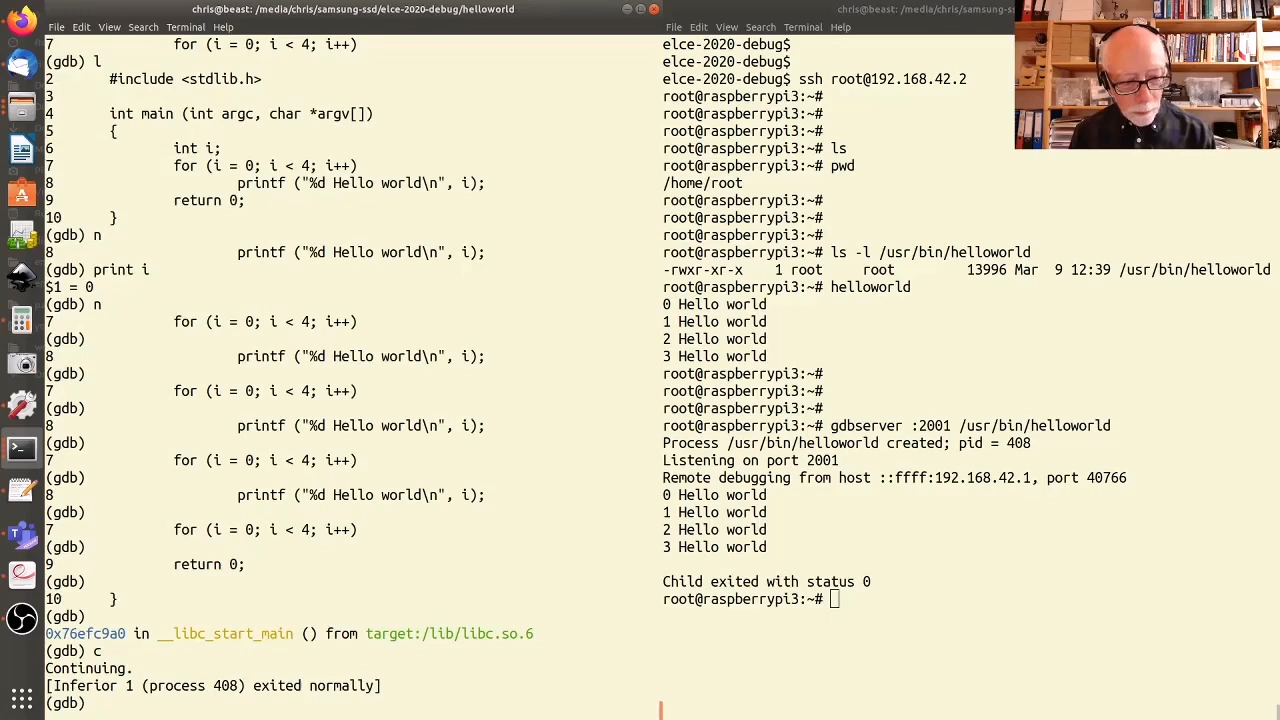 chris@beast: /media/chris/samsung-ssd/elce-2020-debug/helloworld
File Edit View Search Terminal Help
7 for (i = 0; i < 4; i++)
(gdb) l
2 #include <stdlib.h>
3
4 int main (int argc, char *argv[])
5 {
6 int i;
7 for (i = 0; i < 4; i++)
8 printf ("%d Hello world\n", i);
9 return 0;
10 }
(gdb) n
8 printf ("%d Hello world\n", i);
(gdb) print i
$1 = 0
(gdb) n
7 for (i = 0; i < 4; i++)
(gdb)
8 printf ("%d Hello world\n", i);
(gdb)
7 for (i = 0; i < 4; i++)
(gdb)
8 printf ("%d Hello world\n", i);
(gdb)
7 for (i = 0; i < 4; i++)
(gdb)
8 printf ("%d Hello world\n", i);
(gdb)
7 for (i = 0; i < 4; i++)
(gdb)
9 return 0;
(gdb)
10 }
(gdb)
0x76efc9a0 in __libc_start_main () from target:/lib/libc.so.6
(gdb) c
Continuing.
[Inferior 1 (process 408) exited normally]
(gdb)
chris@beast: /media/chris/samsung-ss
File Edit View Search Terminal Help
elce-2020-debug$
elce-2020-debug$
elce-2020-debug$ ssh root@192.168.42.2
root@raspberrypi3:~#
root@raspberrypi3:~#
root@raspberrypi3:~#
root@raspberrypi3:~# ls
root@raspberrypi3:~# pwd
/home/root
root@raspberrypi3:~#
root@raspberrypi3:~#
root@raspberrypi3:~#
root@raspberrypi3:~# ls -l /usr/bin/helloworld
-rwxr-xr-x 1 root root 13996 Mar 9 12:39 /usr/bin/helloworld
root@raspberrypi3:~# helloworld
0 Hello world
1 Hello world
2 Hello world
3 Hello world
root@raspberrypi3:~#
root@raspberrypi3:~#
root@raspberrypi3:~#
root@raspberrypi3:~# gdbserver :2001 /usr/bin/helloworld
Process /usr/bin/helloworld created; pid = 408
Listening on port 2001
Remote debugging from host ::ffff:192.168.42.1, port 40766
0 Hello world
1 Hello world
2 Hello world
3 Hello world
Child exited with status 0
root@raspberrypi3:~#